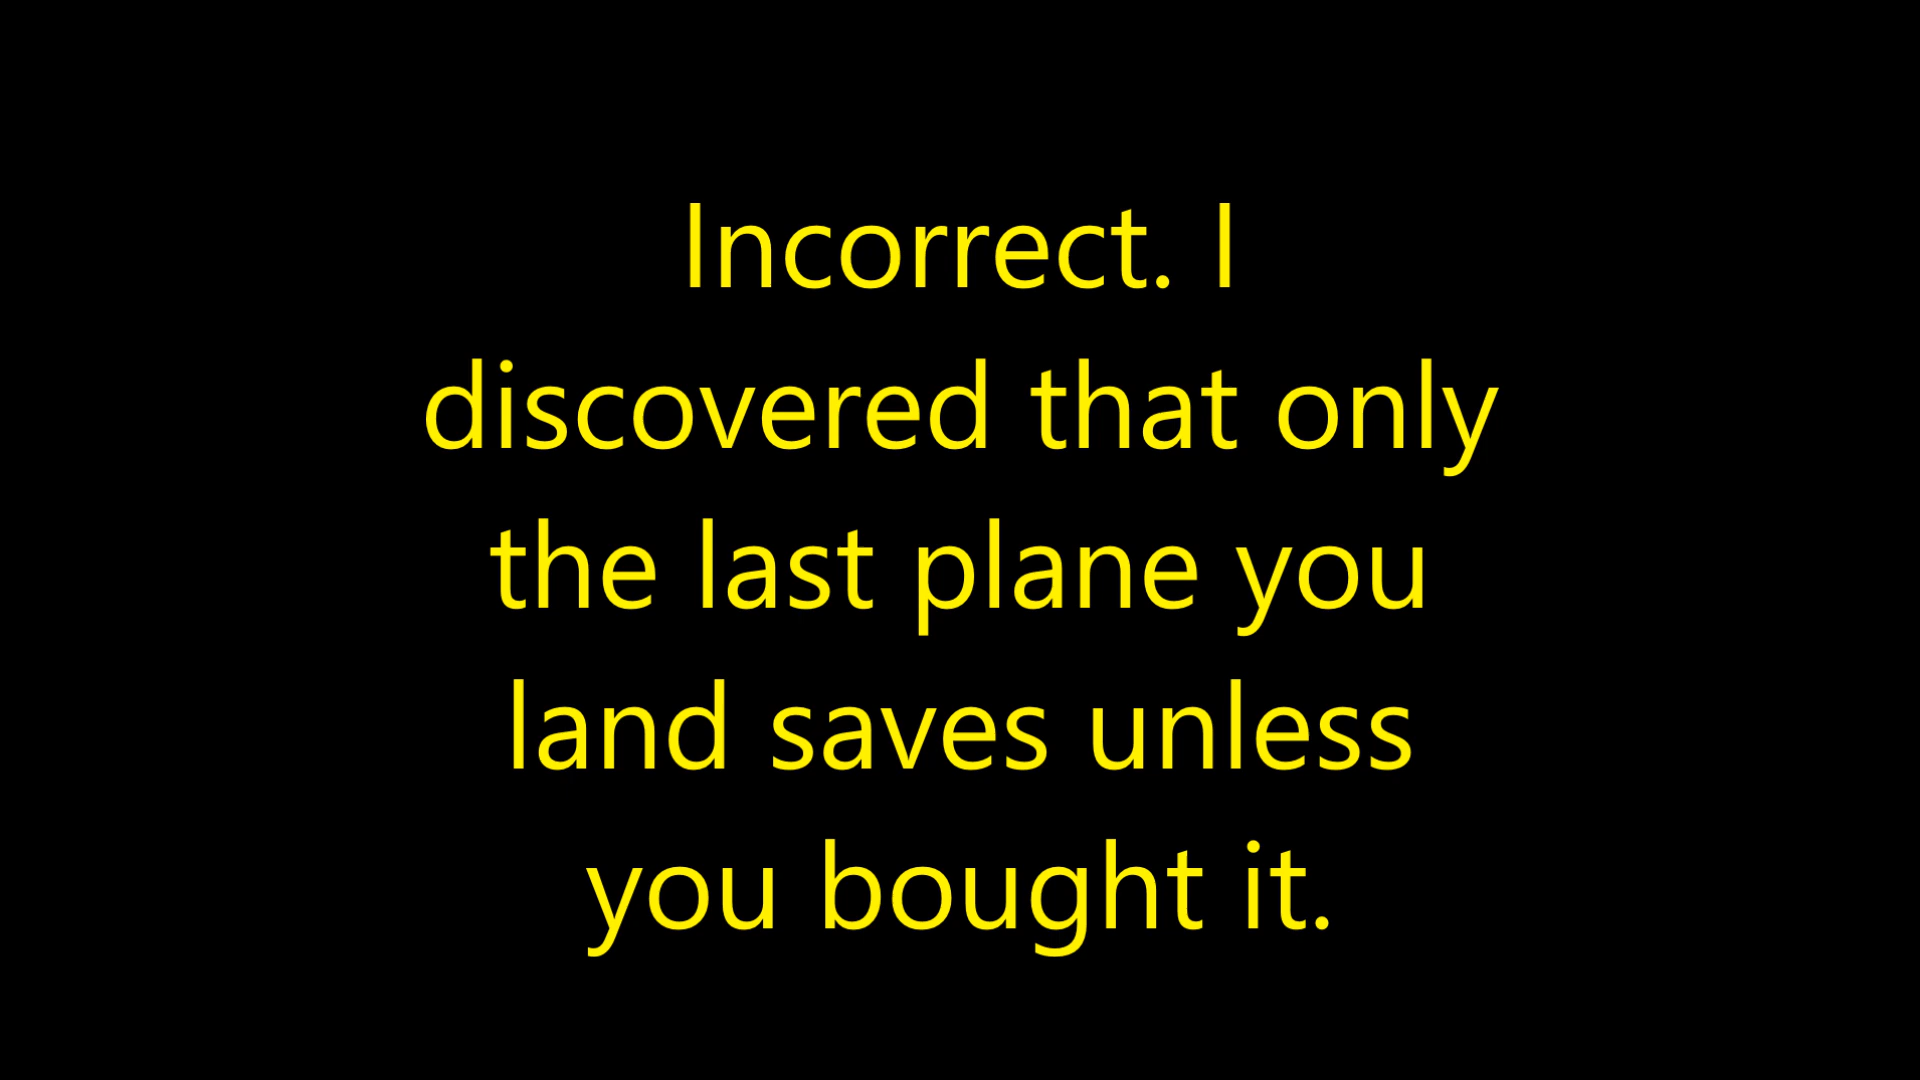 Incorrect. I
discovered that only
the last plane you
land saves unless
you bought it.